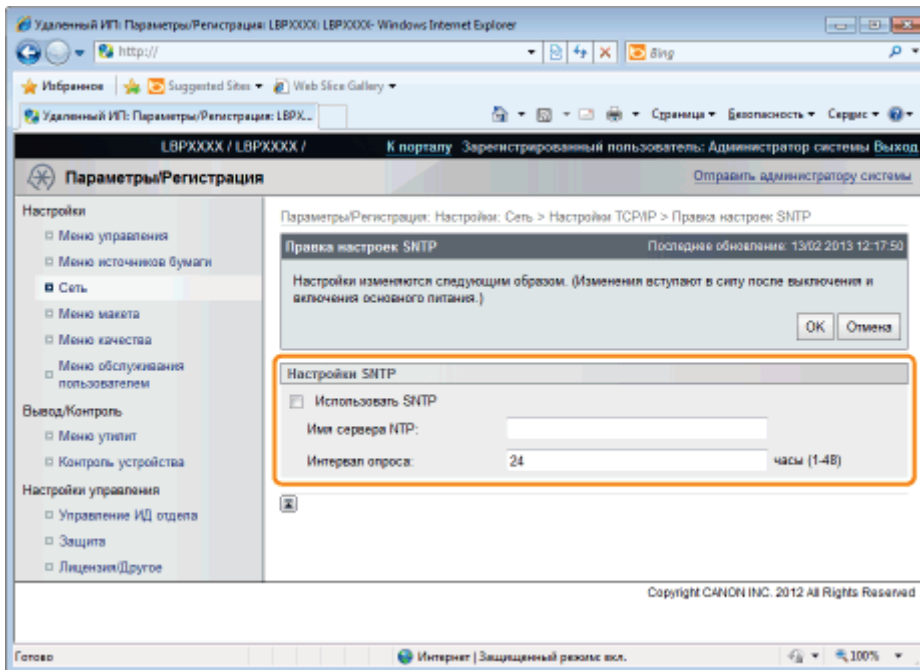 Удаленный ИП: Параметры/Регистрация: LBPXXXX: LBPXXXX- Windows Internet Explorer
http://
Bing
Избранное
Suggested Sites
Web Slice Gallery
Удаленный ИП: Параметры/Регистрация: LBPX...
Страница
Безопасность
Сервис
LBPXXXX / LBPXXXX /
К порталу Зарегистрированный пользователь: Администратор системы Выход
Параметры/Регистрация
Отправить администратору системы
Настройки
Меню управления
Меню источников бумаги
Сеть
Меню макета
Меню качества
Меню обслуживания
пользователем
Вывод/Контроль
Меню утилит
Контроль устройства
Настройки управления
Управление ИД отдела
Защита
Лицензия/Другое
Параметры/Регистрация: Настройки: Сеть > Настройки TCP/IP > Правка настроек SNTP
Правка настроек SNTP
Последнее обновление: 13/02 2013 12:17:50
Настройки изменяются следующим образом. (Изменения вступают в силу после выключения и
включения основного питания.)
OK
Отмена
Настройки SNTP
Использовать SNTP
Имя сервера NTP:
Интервал опроса: 24 часы (1-48)
Copyright CANON INC. 2012 All Rights Reserved
Готово
Интернет | Защищенный режим: вкл.
100%